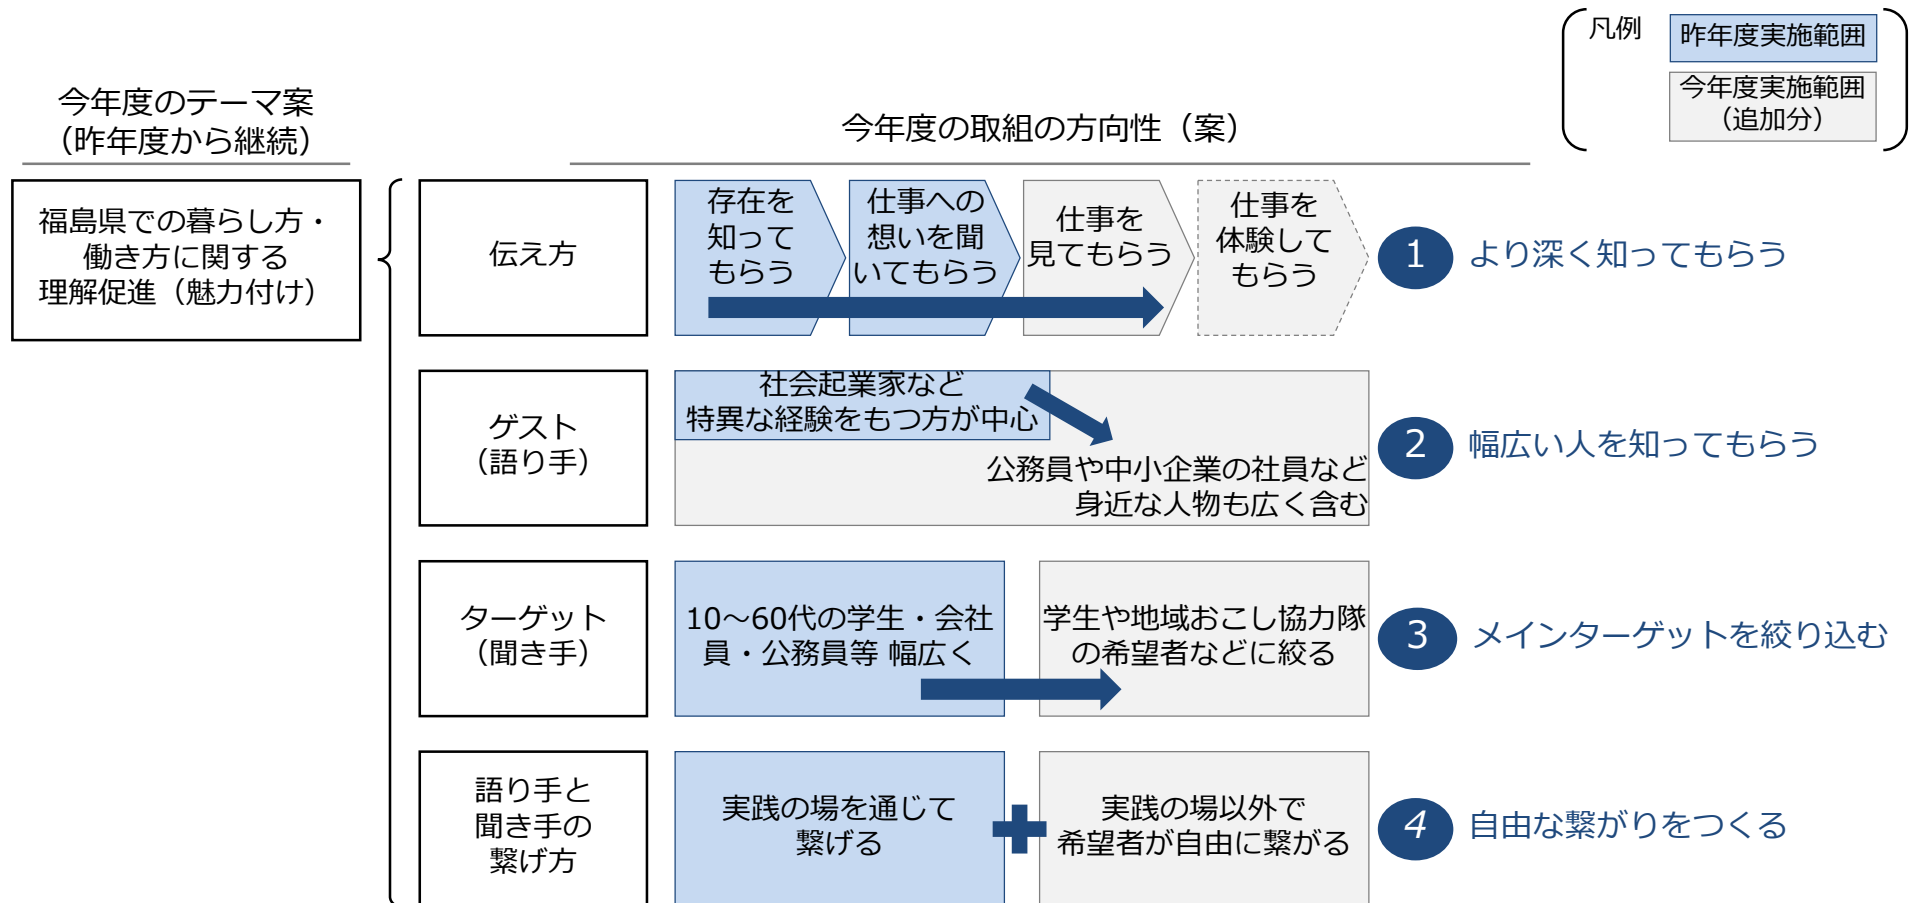 凡例
昨年度実施範囲
今年度実施範囲
（追加分）
今年度のテーマ案
（昨年度から継続）
今年度の取組の方向性（案）
福島県での暮らし方・
働き方に関する
理解促進（魅力付け）
伝え方
存在を
知って
もらう
仕事への
想いを聞
いてもらう
仕事を
見てもらう
仕事を
体験して
もらう
1
より深く知ってもらう
ゲスト
（語り手）
社会起業家など
特異な経験をもつ方が中心
公務員や中小企業の社員など
身近な人物も広く含む
2
幅広い人を知ってもらう
ターゲット
（聞き手）
10～60代の学生・会社
員・公務員等 幅広く
学生や地域おこし協力隊
の希望者などに絞る
3
メインターゲットを絞り込む
語り手と
聞き手の
繋げ方
実践の場を通じて
繋げる
実践の場以外で
希望者が自由に繋がる
4
自由な繋がりをつくる